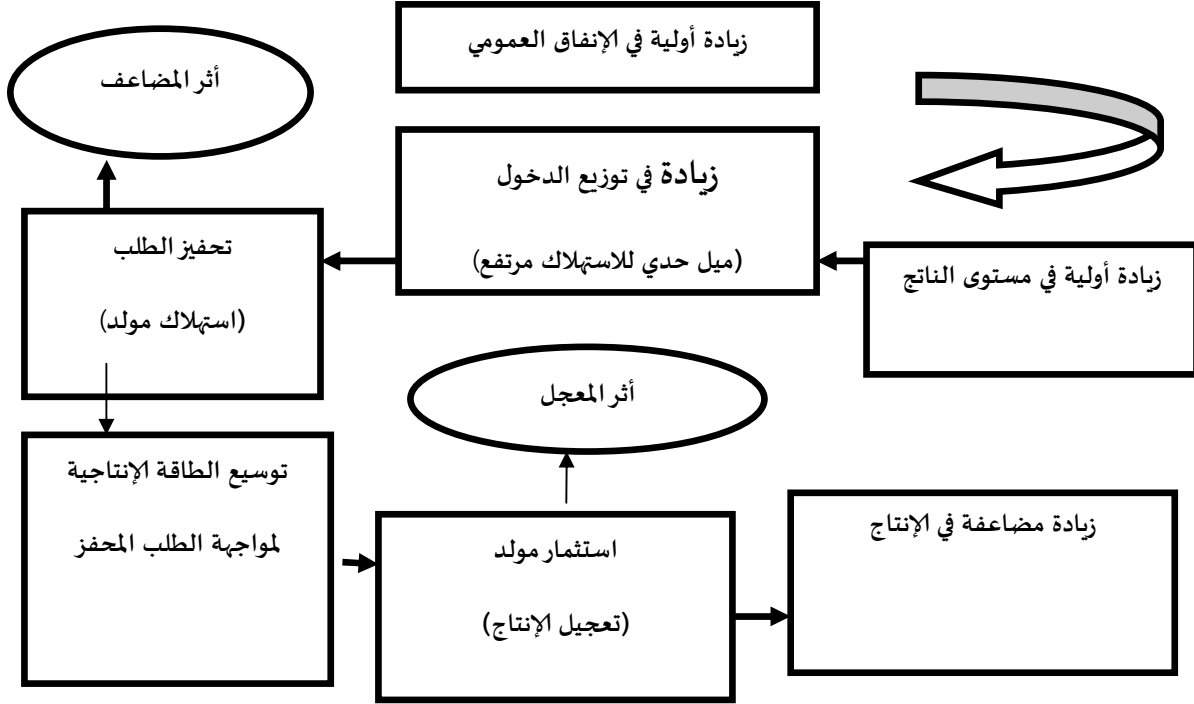 زيادة أولية في الإنفاق العمومي
أثر المضاعف
زيادة في توزيع الدخول
(ميل حدي للاستهلاك مرتفع)
زيادة أولية في مستوى الناتج
تحفيز الطلب
(استهلاك مولد)
أثر المعجل
توسيع الطاقة الإنتاجية
لمواجهة الطلب المحفز
استثمار مولد
(تعجيل الإنتاج)
زيادة مضاعفة في الإنتاج